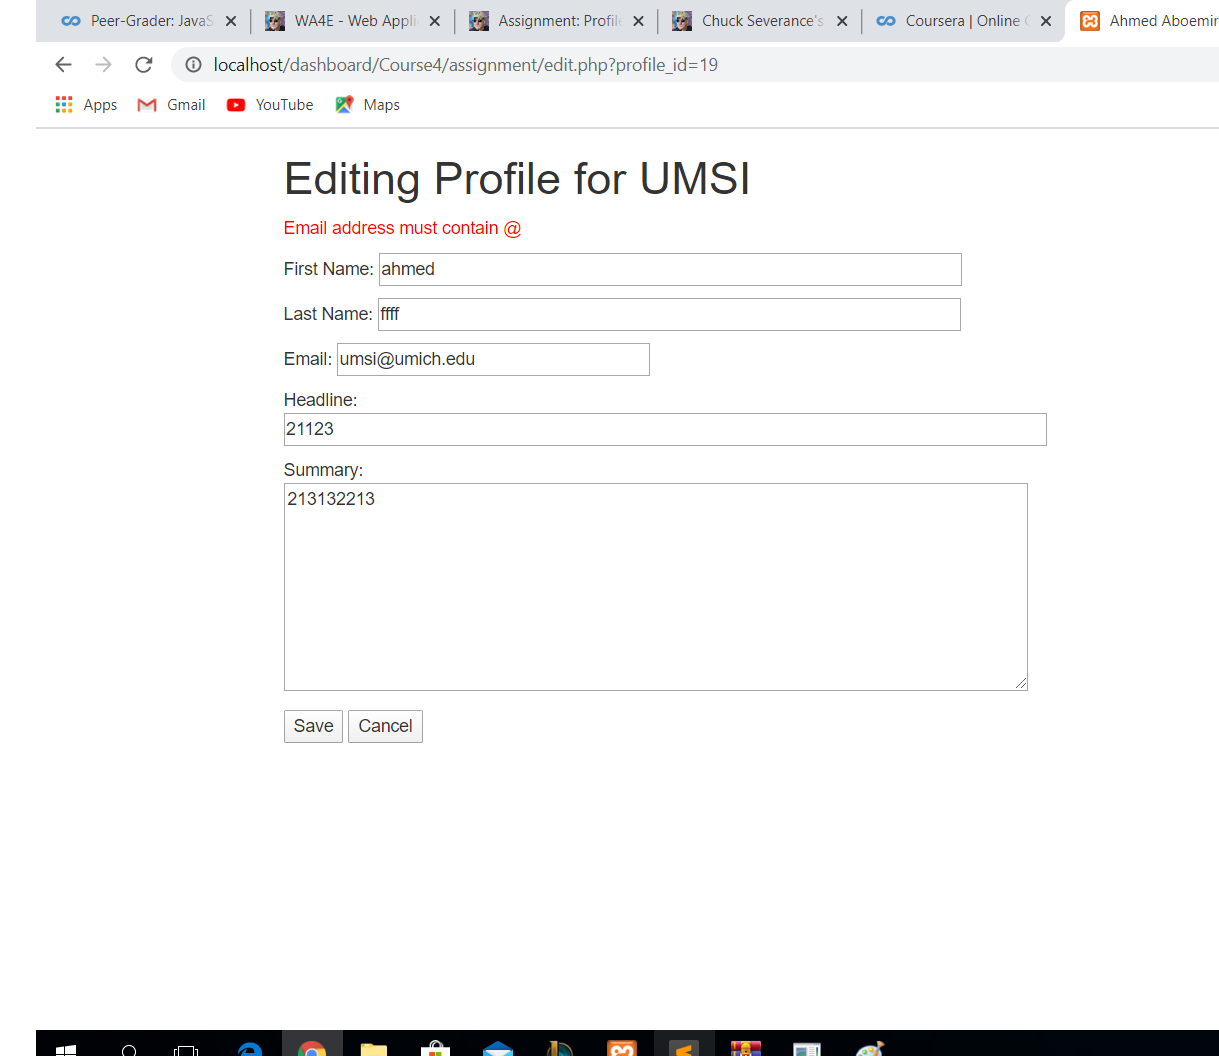 Peer-Grader: JavaS
WA4E - Web Appli
Assignment: Profile
Chuck Severance's
Coursera | Online
Ahmed Aboemir
localhost/dashboard/Course4/assignment/edit.php?profile_id=19
Apps Gmail YouTube Maps
Editing Profile for UMSI
Email address must contain @
First Name: ahmed
Last Name: ffff
Email: umsi@umich.edu
Headline:
21123
Summary:
213132213
Save Cancel